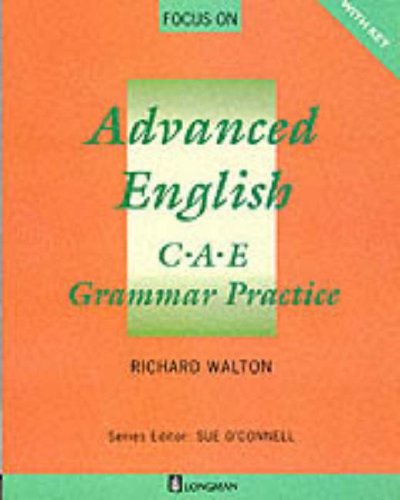 FOCUS ON
WITH KEY
Advanced
English
C·A·E
Grammar Practice
RICHARD WALTON
Series Editor: SUE O'CONNELL
LONGMAN